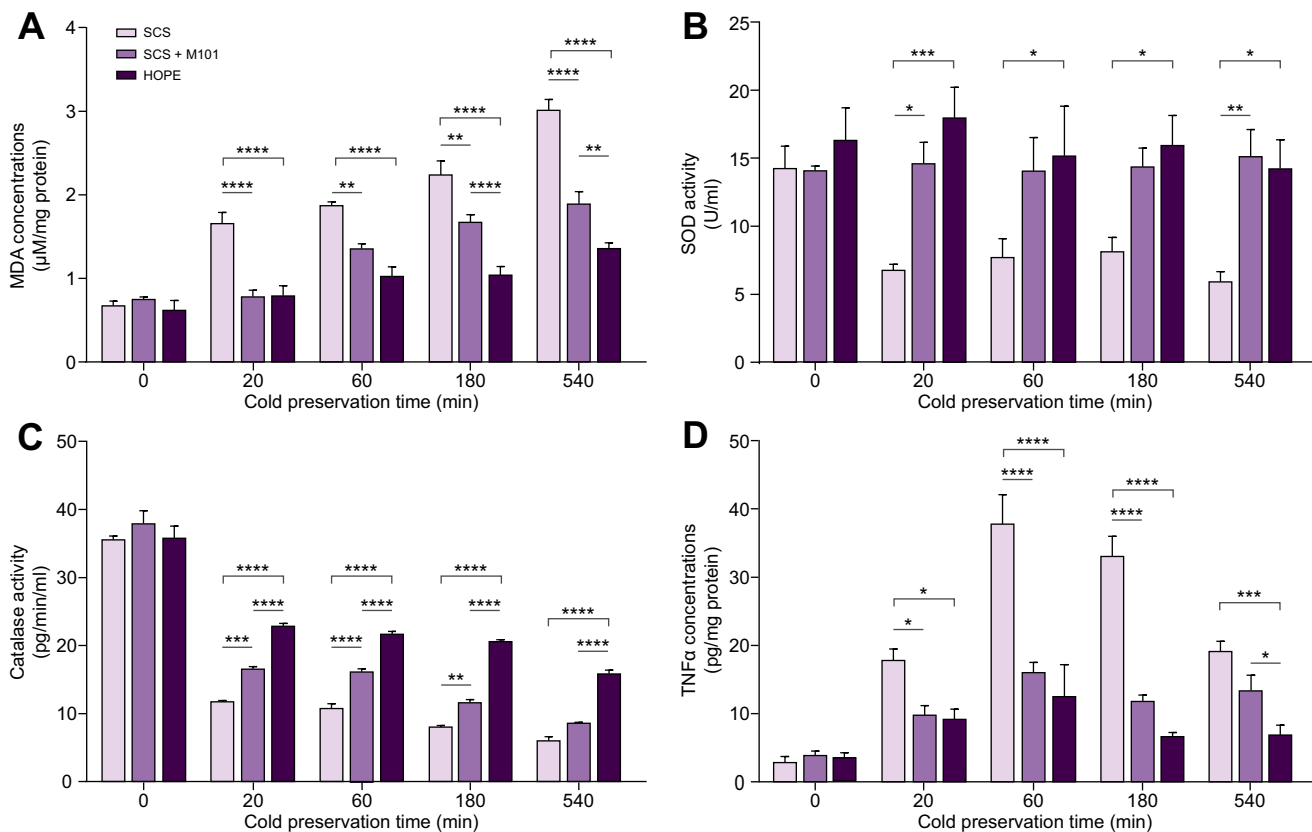 A
4
3
2
1
0
MDA concentrations
(μM/mg protein)
SCS
SCS + M101
HOPE
****
****
****
**
****
**
****
****
****
**
0 20 60 180 540
Cold preservation time (min)
B
25
20
15
10
5
0
SOD activity
(U/ml)
***
*
*
*
*
**
0 20 60 180 540
Cold preservation time (min)
C
50
40
30
20
10
0
Catalase activity
(pg/min/ml)
****
****
***
****
****
****
****
****
**
****
****
0 20 60 180 540
Cold preservation time (min)
D
50
40
30
20
10
0
TNFα concentrations
(pg/mg protein)
*
*
****
****
****
****
***
*
0 20 60 180 540
Cold preservation time (min)